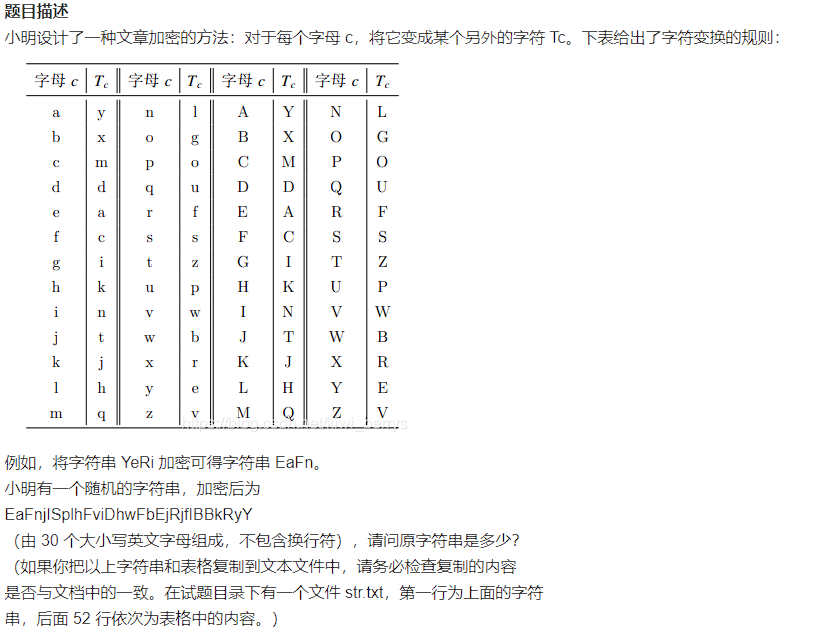 题目描述
小明设计了一种文章加密的方法：对于每个字母 c，将它变成某个另外的字符 Tc。下表给出了字符变换的规则：
字母 c Tc 字母 c Tc 字母 c Tc 字母 c Tc
a y n l A Y N L
b x o g B X O G
c m p o C M P O
d d q u D D Q U
e a r f E A R F
f c s s F C S S
g i t z G I T Z
h k u p H K U P
i n v w I N V W
j t w b J T W B
k j x r K J X R
l h y e L H Y E
m q z v M Q Z V
例如，将字符串 YeRi 加密可得字符串 EaFn。
小明有一个随机的字符串，加密后为
EaFnjISplhFviDhwFbEjRjfIBBkRyY
（由 30 个大小写英文字母组成，不包含换行符），请问原字符串是多少？
（如果你把以上字符串和表格复制到文本文件中，请务必检查复制的内容
是否与文档中的一致。在试题目录下有一个文件 str.txt，第一行为上面的字符
串，后面 52 行依次为表格中的内容。）